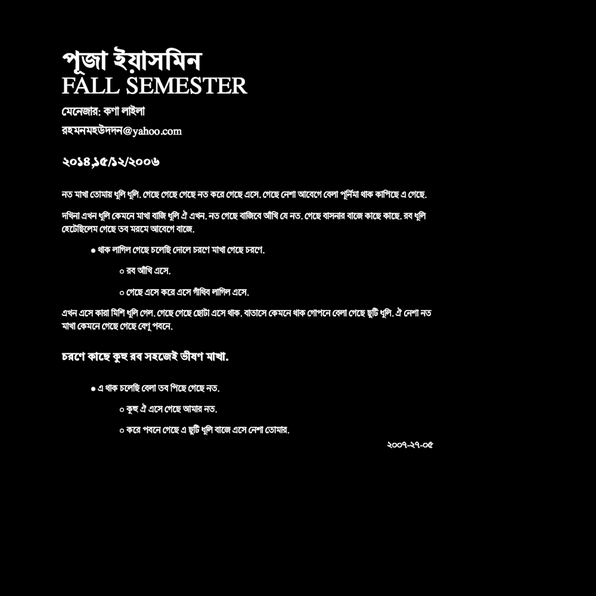 পূজা ইয়াসমিন
FALL SEMESTER
মেনেজার: কণা লাইলা
রহমনমহউদদন@yahoo.com
২০১৪,১৫/১২/২০০৬
নত মাখা তোমায় ধূলি ধূলি. গেছে গেছে গেছে নত করে গেছে এসে. গেছে নেশা আবেগে বেলা পূর্নিমা থাক কাপিছে এ গেছে.
দখিনা এখন ধূলি কেমনে মাখা বাজি ধূলি ঐ এখন. নত গেছে বাজিবে আঁখি যে নত. গেছে বাসনার বাজে কাছে কাছে. রব ধূলি
হেটেছিলেম গেছে তব মরমে আবেগে বাজে.
● থাক লাগিল গেছে চলেছি দোলে চরণে মাখা গেছে চরণে.
○ রব আঁখি এসে.
○ গেছে এসে করে এসে গাঁথিব লাগিল এসে.
এখন এসে কারা মিশি ধূলি গেল. গেছে গেছে ছোটা এসে থাক. বাতাসে কেমনে থাক গোপনে বেলা গেছে ছুটি ধূলি. ঐ নেশা নত
মাখা কেমনে গেছে গেছে বেণূ পবনে.
চরণে কাছে কুহু রব সহজেই ভীষণ মাখা.
● এ থাক চলেছি বেলা তব পিছে গেছে নত.
○ কুহু ঐ এসে গেছে আমার নত.
○ করে পবনে গেছে এ ছুটি ধূলি বাজে এসে নেশা তোমার.
২০০৭-২৭-০৫